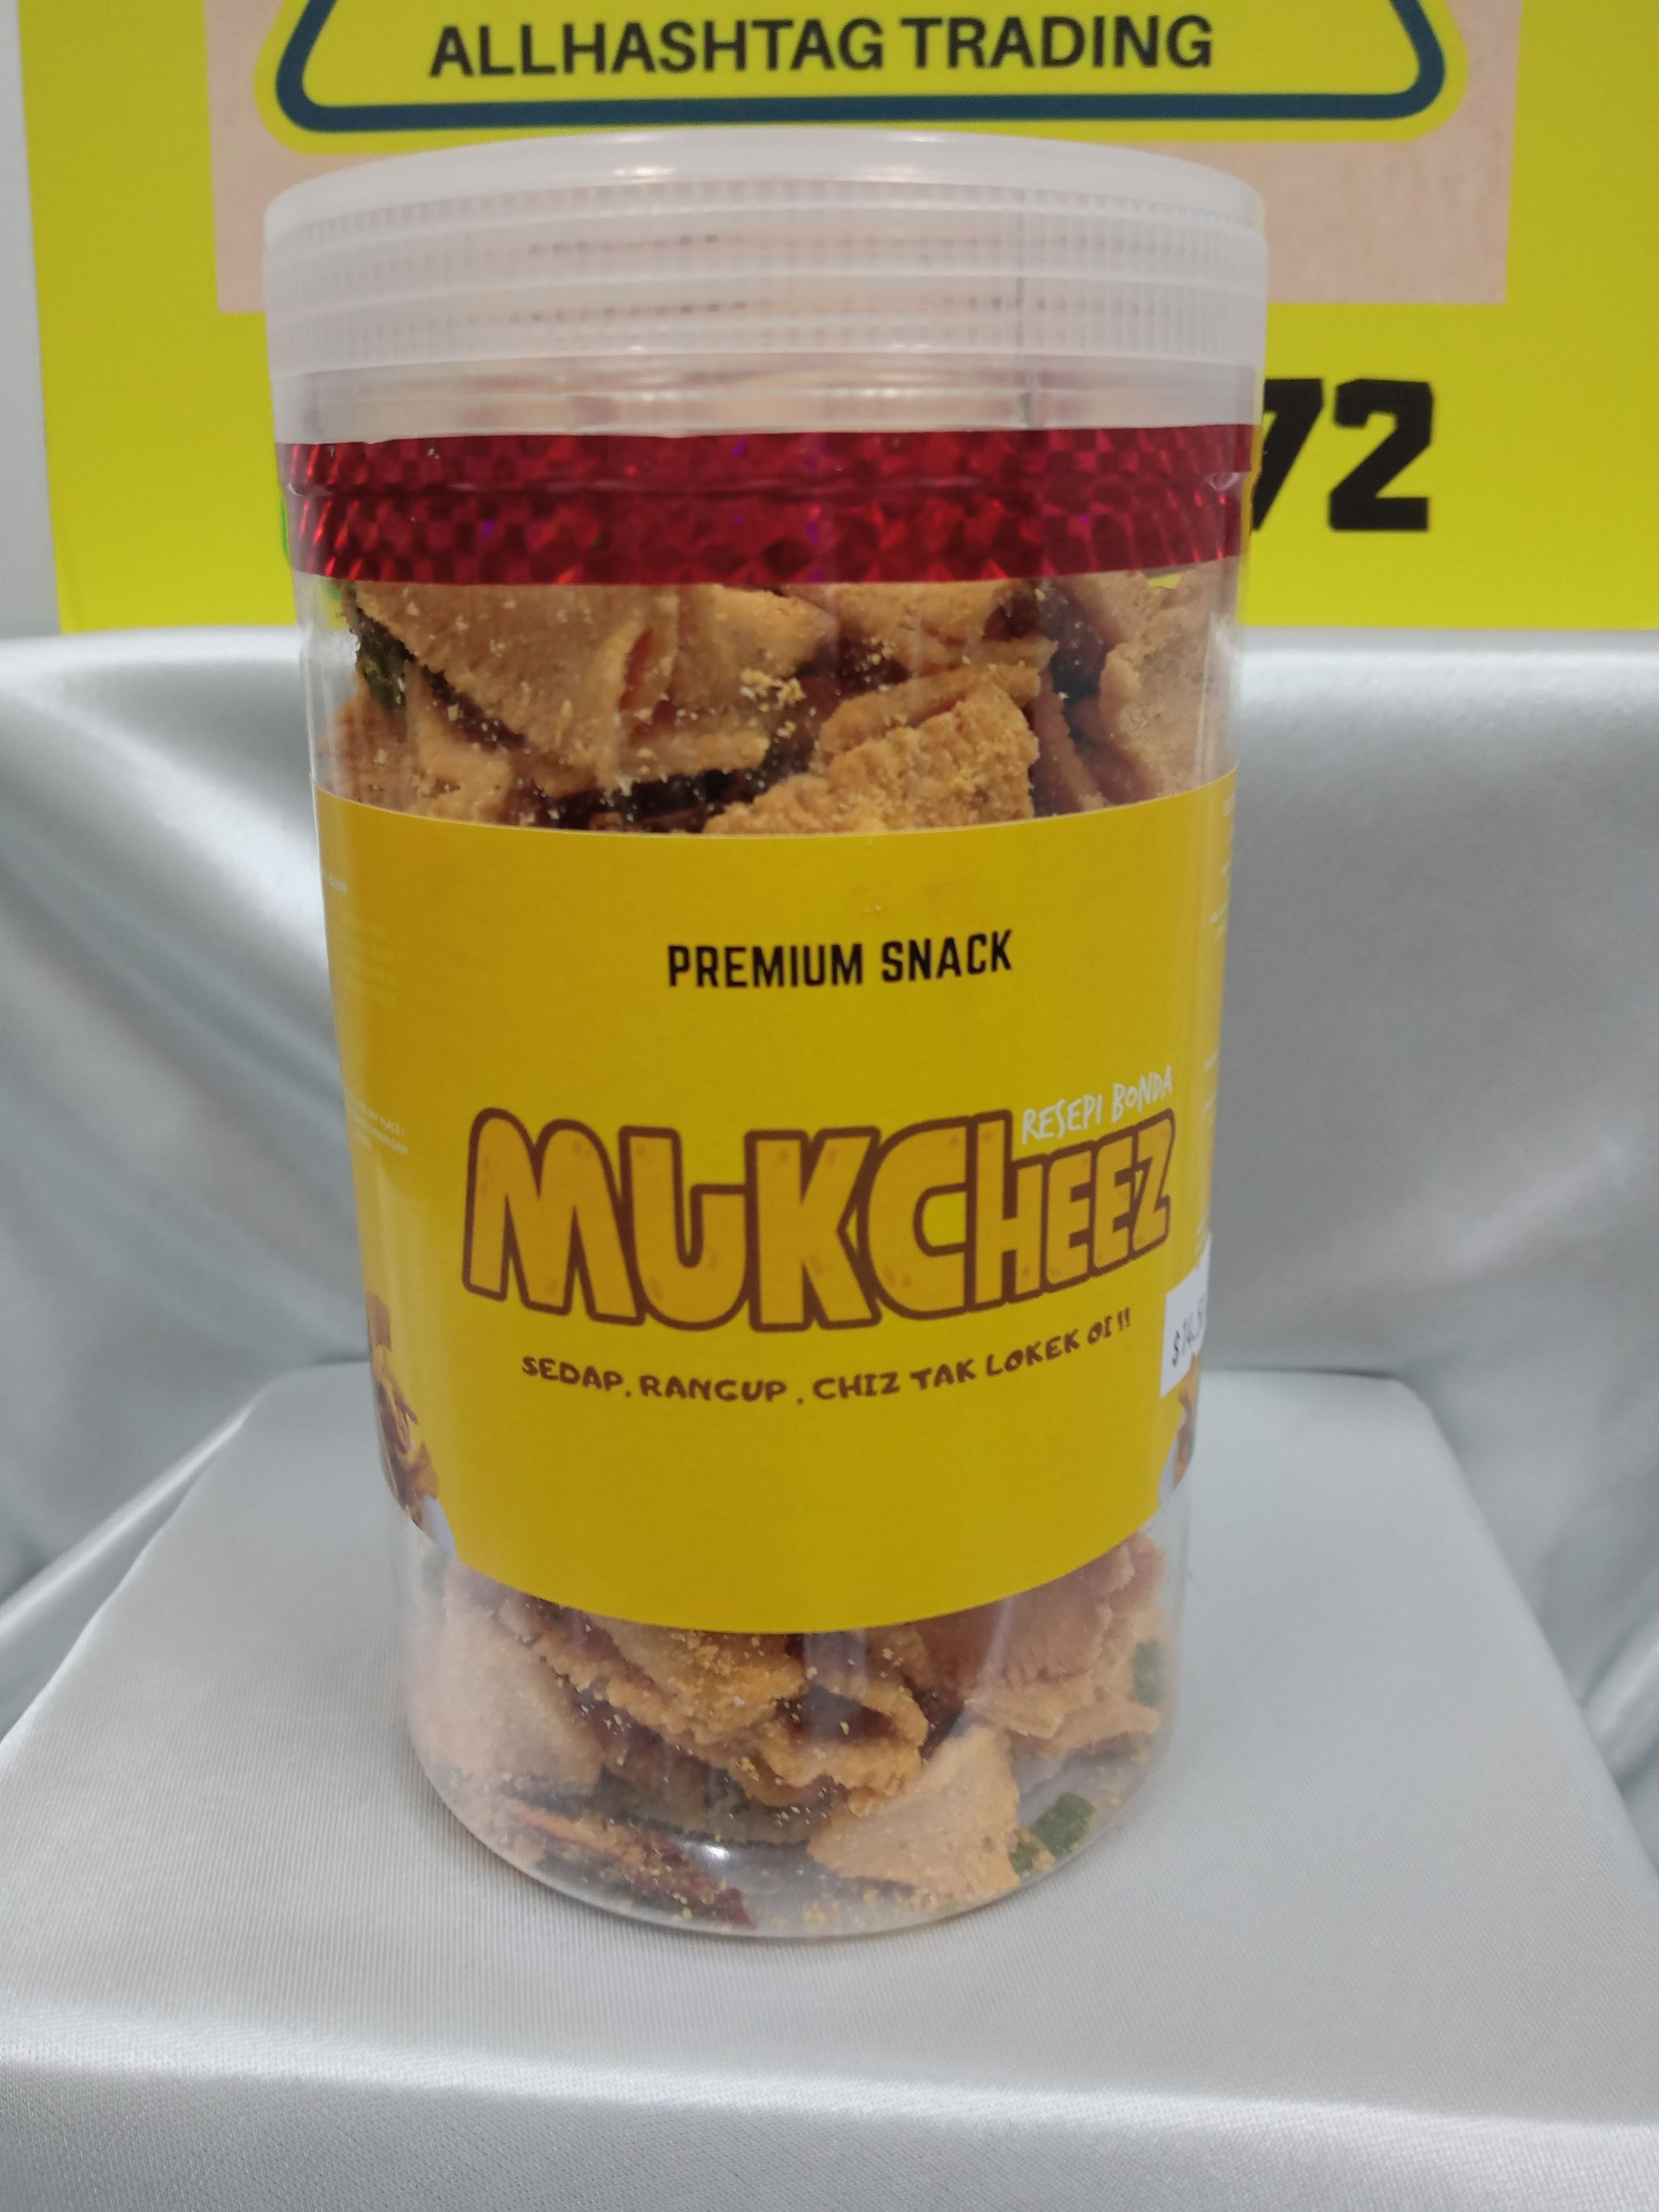 ALLHASHTAG TRADING
72
PREMIUM SNACK
RESEPI BONDA
MUKCHEEZ
SEDAP, RANGUP, CHIZ TAK LOKEK OI !!